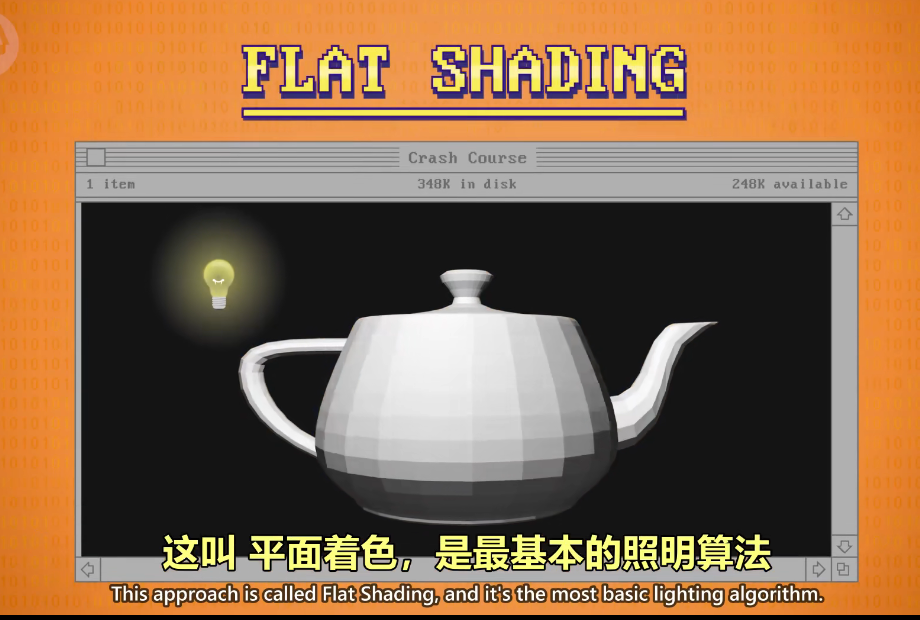 FLAT SHADING
Crash Course
1 item 348K in disk 248K available
这叫 平面着色，是最基本的照明算法
This approach is called Flat Shading, and it's the most basic lighting algorithm.